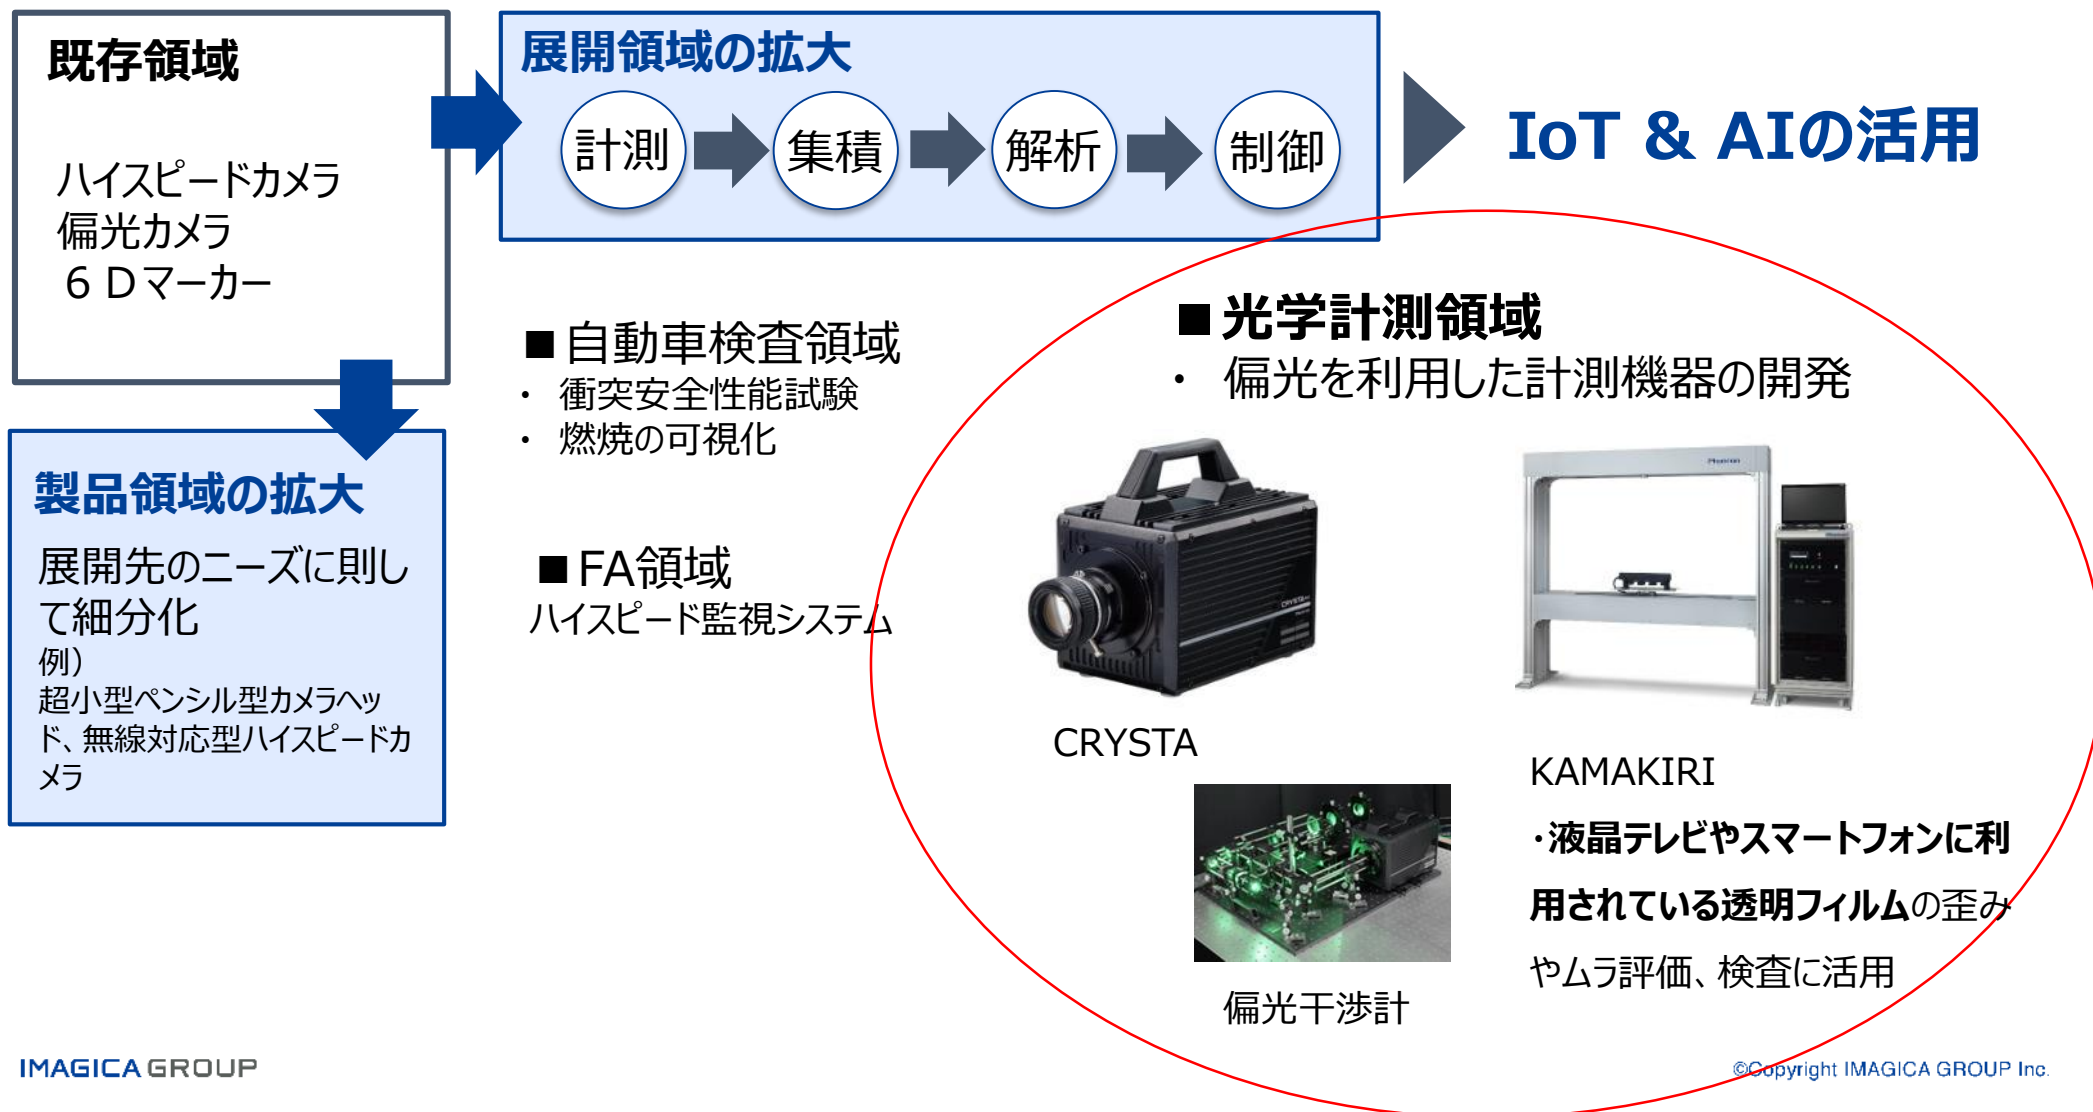 既存領域
ハイスピードカメラ
偏光カメラ
６Ｄマーカー
展開領域の拡大
計測
集積
解析
制御
IoT & AIの活用
製品領域の拡大
展開先のニーズに則し
て細分化
例）
超小型ペンシル型カメラヘッ
ド、無線対応型ハイスピードカ
メラ
■自動車検査領域
・ 衝突安全性能試験
・ 燃焼の可視化
■FA領域
ハイスピード監視システム
■光学計測領域
・ 偏光を利用した計測機器の開発
CRYSTA
CRYSTA
Photron
KAMAKIRI
・液晶テレビやスマートフォンに利
用されている透明フィルムの歪み
やムラ評価、検査に活用
偏光干渉計
IMAGICA GROUP
©Copyright IMAGICA GROUP Inc.